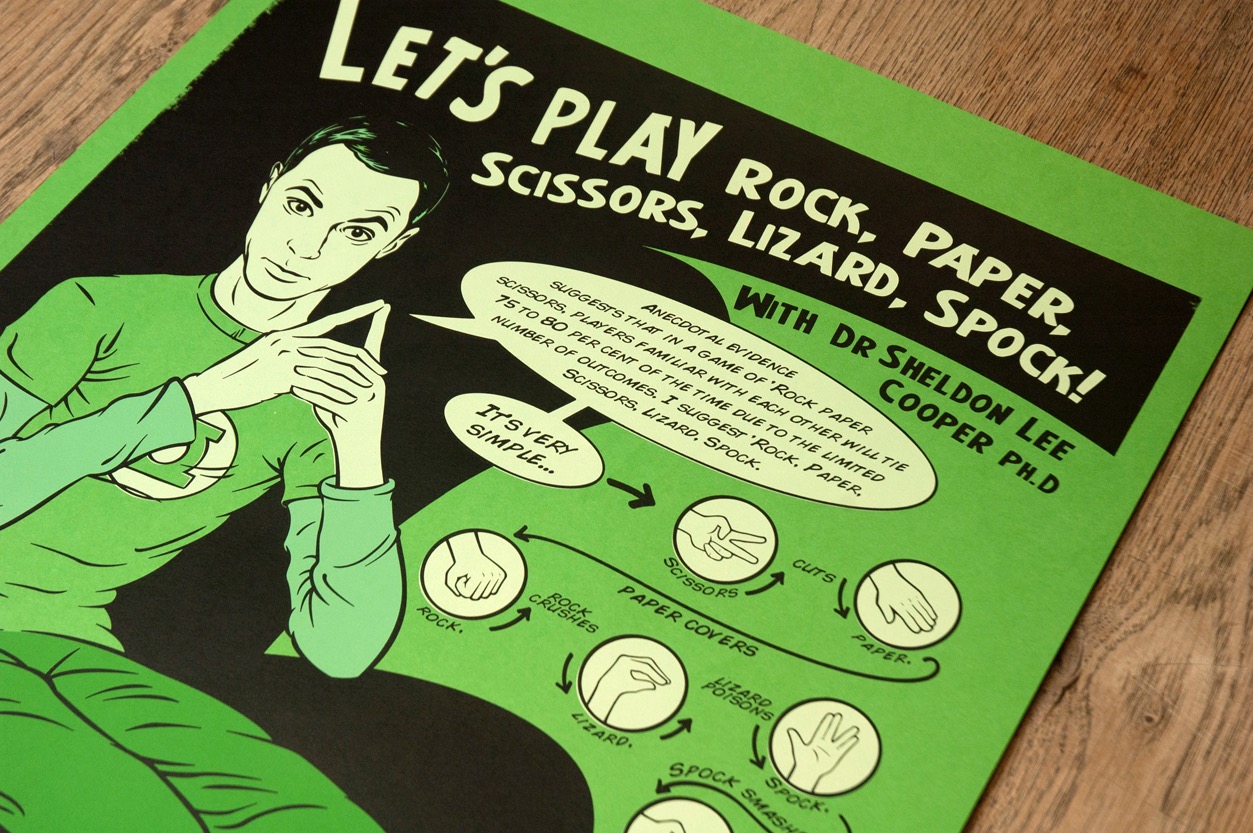 LET'S PLAY ROCK, PAPER,
SCISSORS, LIZARD, SPOCK!
WITH DR SHELDON LEE
COOPER PH.D
ANECDOTAL EVIDENCE
SUGGESTS THAT IN A GAME OF 'ROCK PAPER
SCISSORS, PLAYERS FAMILIAR WITH EACH OTHER WILL TIE
75 TO 80 PER CENT OF THE TIME DUE TO THE LIMITED
NUMBER OF OUTCOMES. I SUGGEST 'ROCK, PAPER,
SCISSORS, LIZARD, SPOCK.
IT'S VERY
SIMPLE...
SCISSORS
CUTS
PAPER.
PAPER COVERS
ROCK.
ROCK
CRUSHES
LIZARD.
LIZARD
POISONS
SPOCK.
SPOCK